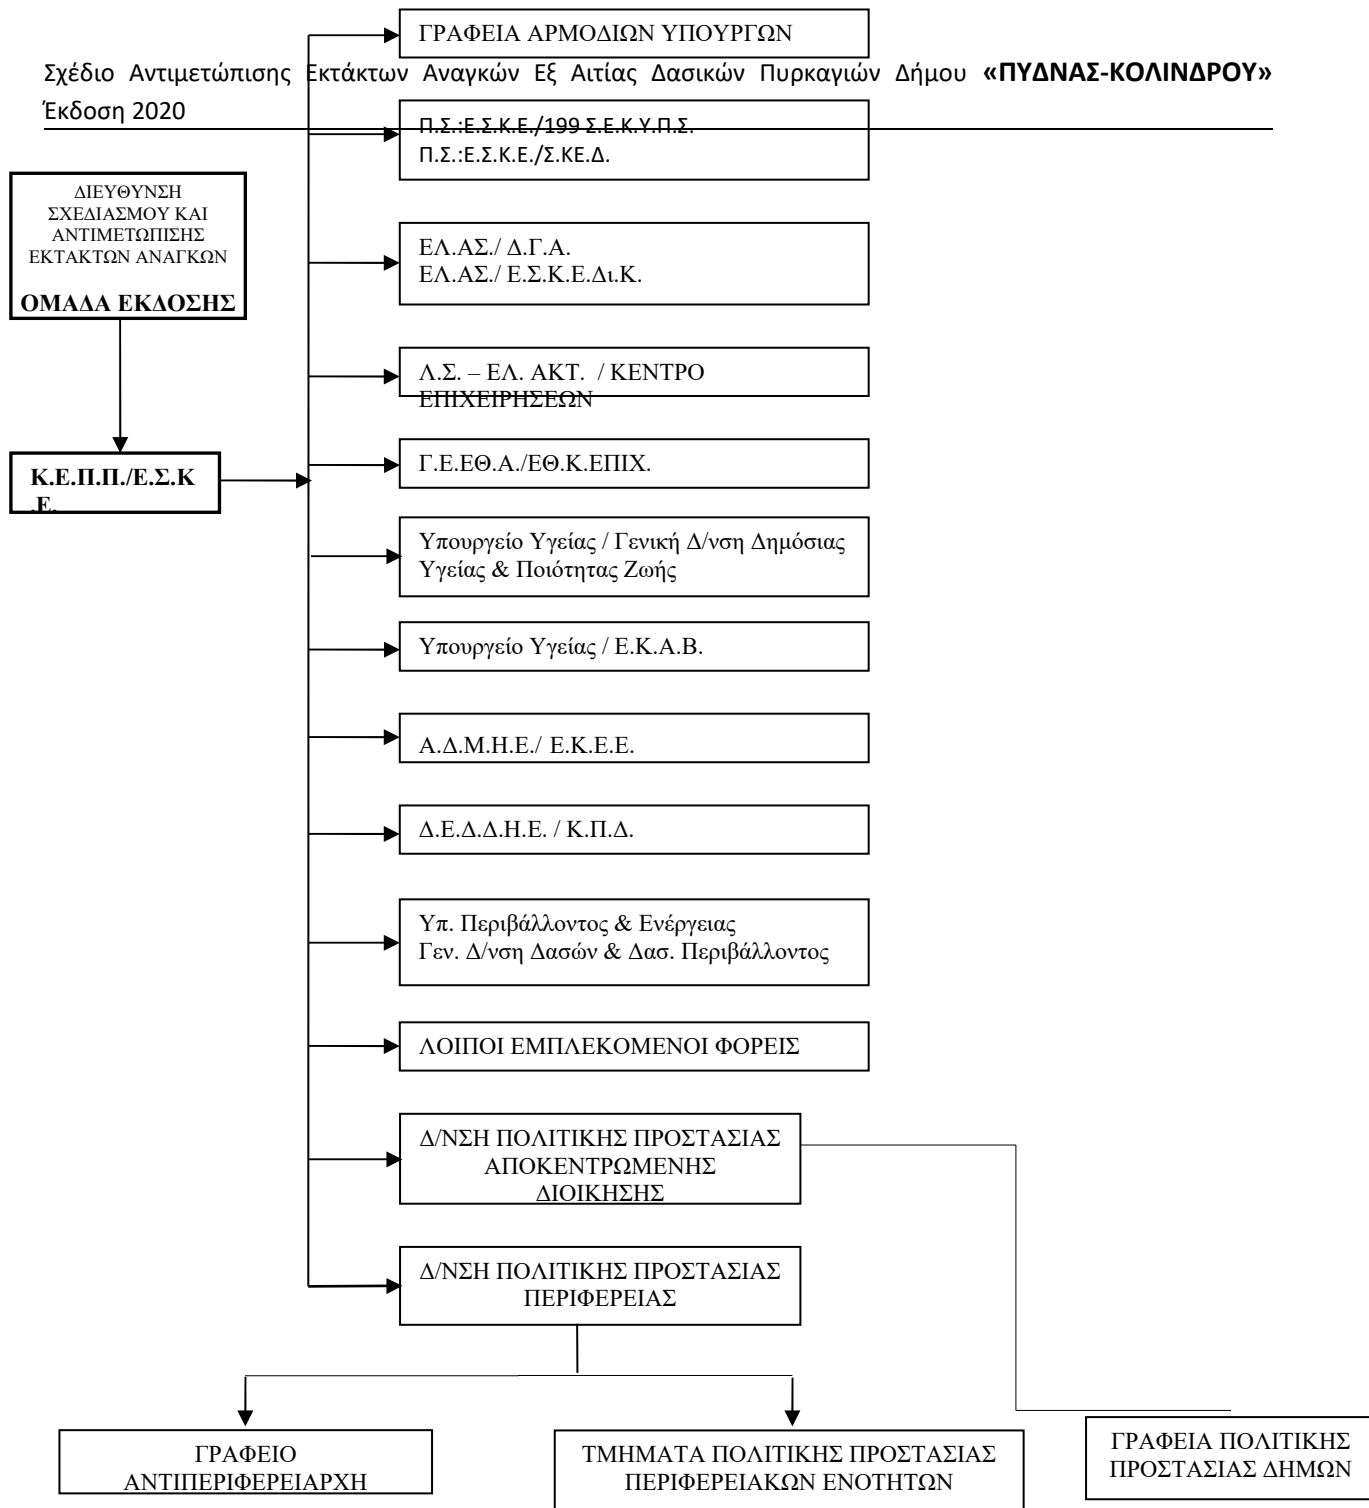 ΓΡΑΦΕΙΑ ΑΡΜΟΔΙΩΝ ΥΠΟΥΡΓΩΝ
Σχέδιο Αντιμετώπισης Εκτάκτων Αναγκών Εξ Αιτίας Δασικών Πυρκαγιών Δήμου «ΠΥΔΝΑΣ-ΚΟΛΙΝΔΡΟΥ»
Έκδοση 2020
Π.Σ.:Ε.Σ.Κ.Ε./199 Σ.Ε.Κ.Υ.Π.Σ.
Π.Σ.:Ε.Σ.Κ.Ε./Σ.ΚΕ.Δ.
ΔΙΕΥΘΥΝΣΗ
ΣΧΕΔΙΑΣΜΟΥ ΚΑΙ
ΑΝΤΙΜΕΤΩΠΙΣΗΣ
ΕΚΤΑΚΤΩΝ ΑΝΑΓΚΩΝ
ΟΜΑΔΑ ΕΚΔΟΣΗΣ
ΕΛ.ΑΣ./ Δ.Γ.Α.
ΕΛ.ΑΣ./ Ε.Σ.Κ.Ε.Δι.Κ.
Λ.Σ. – ΕΛ. ΑΚΤ. / ΚΕΝΤΡΟ
ΕΠΙΧΕΙΡΗΣΕΩΝ
Κ.Ε.Π.Π./Ε.Σ.Κ
.Ε.
Γ.Ε.ΕΘ.Α./ΕΘ.Κ.ΕΠΙΧ.
Υπουργείο Υγείας / Γενική Δ/νση Δημόσιας
Υγείας & Ποιότητας Ζωής
Υπουργείο Υγείας / Ε.Κ.Α.Β.
Α.Δ.Μ.Η.Ε./ Ε.Κ.Ε.Ε.
Δ.Ε.Δ.Δ.Η.Ε. / Κ.Π.Δ.
Υπ. Περιβάλλοντος & Ενέργειας
Γεν. Δ/νση Δασών & Δασ. Περιβάλλοντος
ΛΟΙΠΟΙ ΕΜΠΛΕΚΟΜΕΝΟΙ ΦΟΡΕΙΣ
Δ/ΝΣΗ ΠΟΛΙΤΙΚΗΣ ΠΡΟΣΤΑΣΙΑΣ
ΑΠΟΚΕΝΤΡΩΜΕΝΗΣ
ΔΙΟΙΚΗΣΗΣ
Δ/ΝΣΗ ΠΟΛΙΤΙΚΗΣ ΠΡΟΣΤΑΣΙΑΣ
ΠΕΡΙΦΕΡΕΙΑΣ
ΓΡΑΦΕΙΟ
ΑΝΤΙΠΕΡΙΦΕΡΕΙΑΡΧΗ
ΤΜΗΜΑΤΑ ΠΟΛΙΤΙΚΗΣ ΠΡΟΣΤΑΣΙΑΣ
ΠΕΡΙΦΕΡΕΙΑΚΩΝ ΕΝΟΤΗΤΩΝ
ΓΡΑΦΕΙΑ ΠΟΛΙΤΙΚΗΣ
ΠΡΟΣΤΑΣΙΑΣ ΔΗΜΩΝ